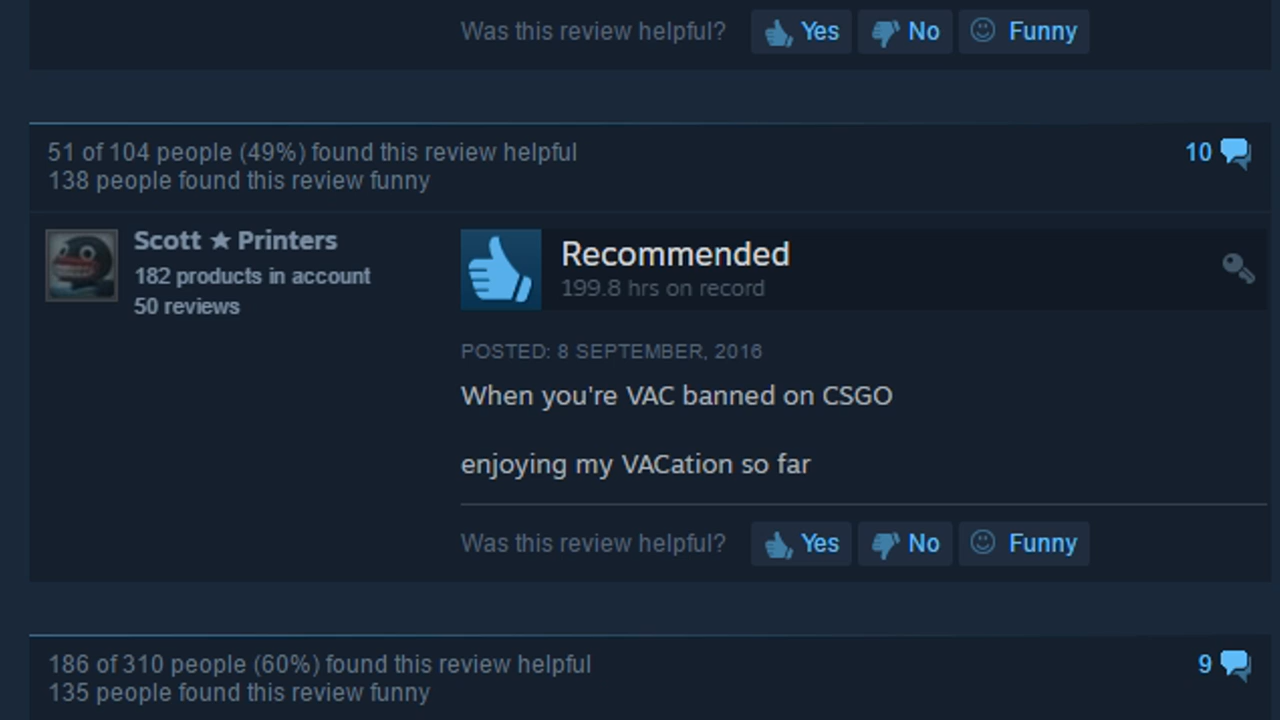 Was this review helpful? Yes No Funny
51 of 104 people (49%) found this review helpful 10
138 people found this review funny
Scott ★ Printers
182 products in account
50 reviews
Recommended
199.8 hrs on record
POSTED: 8 SEPTEMBER, 2016
When you're VAC banned on CSGO
enjoying my VACation so far
Was this review helpful? Yes No Funny
186 of 310 people (60%) found this review helpful 9
135 people found this review funny